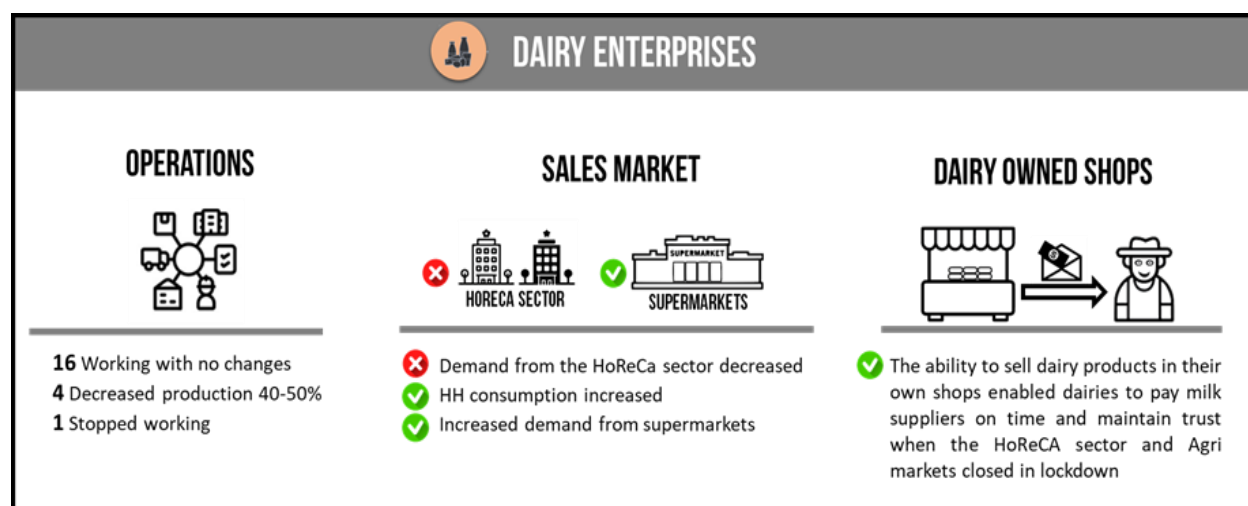 DAIRY ENTERPRISES
OPERATIONS
16 Working with no changes
4 Decreased production 40-50%
1 Stopped working
SALES MARKET
HORECA SECTOR
SUPERMARKET
SUPERMARKETS
Demand from the HoReCa sector decreased
HH consumption increased
Increased demand from supermarkets
DAIRY OWNED SHOPS
$
The ability to sell dairy products in their
own shops enabled dairies to pay milk
suppliers on time and maintain trust
when the HoReCA sector and Agri
markets closed in lockdown